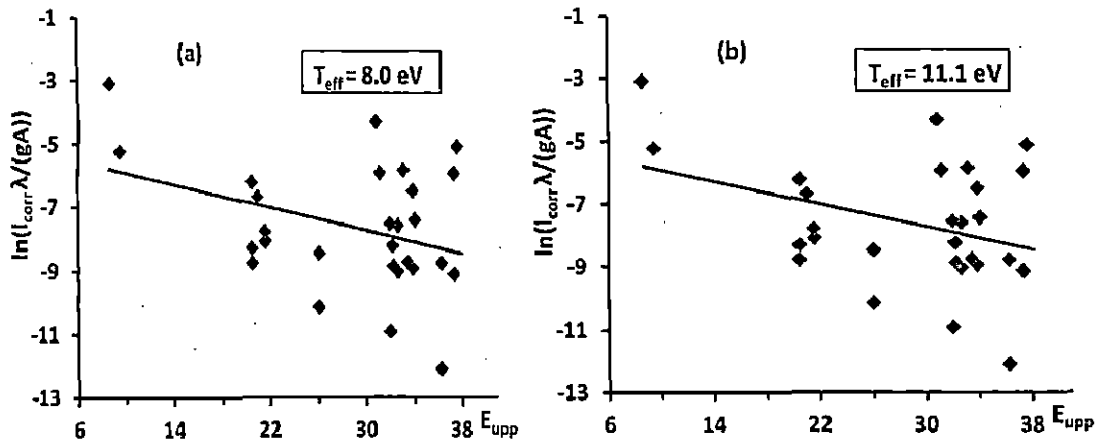 -1
-3
-5
-7
-9
-11
-13
ln(I_corr λ/(gA))
(a)
T_eff = 8.0 eV
6 14 22 30 38 E_upp
-1
-3
-5
-7
-9
-11
-13
ln(I_corr λ/(gA))
(b)
T_eff = 11.1 eV
6 14 22 30 38 E_upp